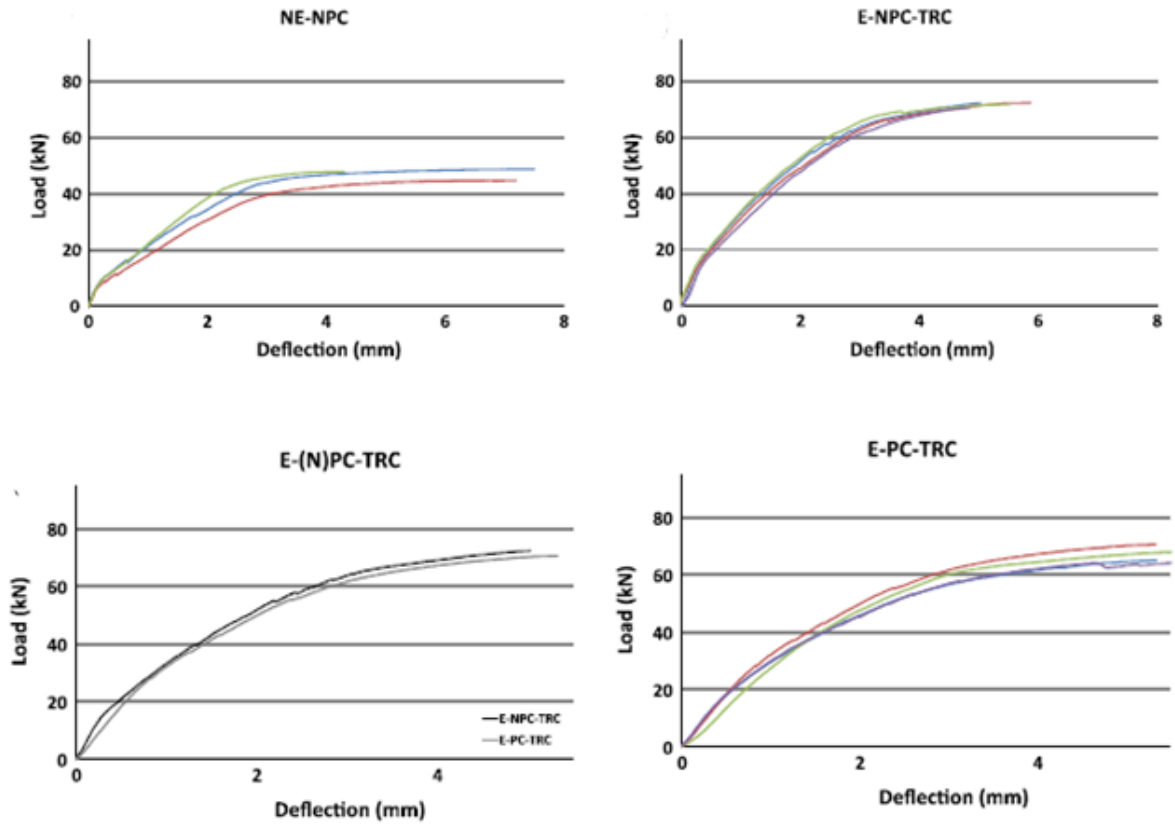 NE-NPC
80
60
40
20
0
Load (kN)
0 2 4 6 8
Deflection (mm)
E-NPC-TRC
80
60
40
20
0
Load (kN)
0 2 4 6 8
Deflection (mm)
E-(N)PC-TRC
80
60
40
20
0
Load (kN)
E-NPC-TRC
E-PC-TRC
0 2 4
Deflection (mm)
E-PC-TRC
80
60
40
20
0
Load (kN)
0 2 4
Deflection (mm)